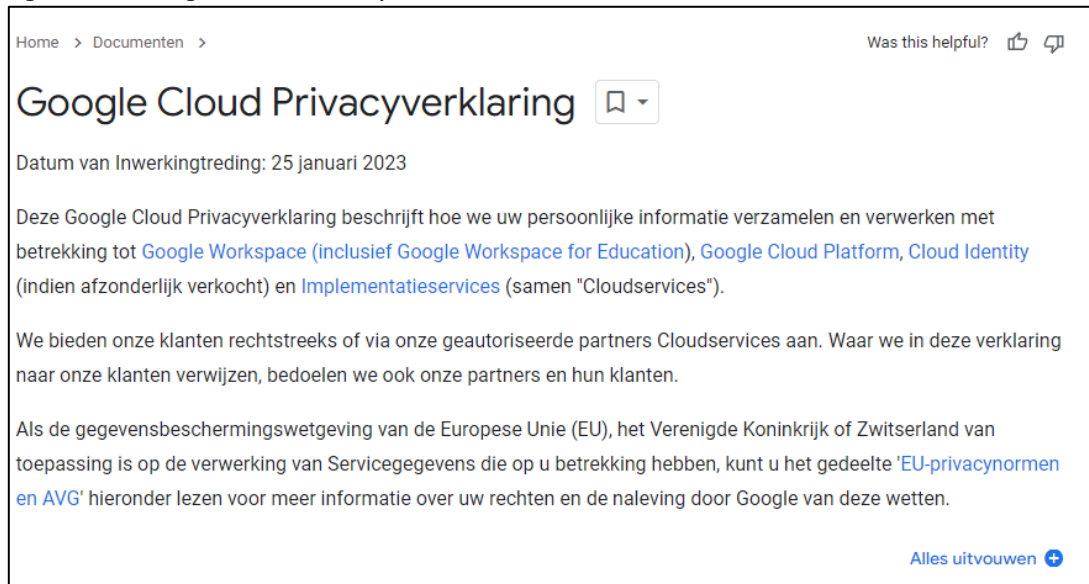 Home > Documenten >
Was this helpful?
Google Cloud Privacyverklaring
Datum van Inwerkingtreding: 25 januari 2023
Deze Google Cloud Privacyverklaring beschrijft hoe we uw persoonlijke informatie verzamelen en verwerken met
betrekking tot Google Workspace (inclusief Google Workspace for Education), Google Cloud Platform, Cloud Identity
(indien afzonderlijk verkocht) en Implementatieservices (samen "Cloudservices").
We bieden onze klanten rechtstreeks of via onze geautoriseerde partners Cloudservices aan. Waar we in deze verklaring
naar onze klanten verwijzen, bedoelen we ook onze partners en hun klanten.
Als de gegevensbeschermingswetgeving van de Europese Unie (EU), het Verenigde Koninkrijk of Zwitserland van
toepassing is op de verwerking van Servicegegevens die op u betrekking hebben, kunt u het gedeelte 'EU-privacynormen
en AVG' hieronder lezen voor meer informatie over uw rechten en de naleving door Google van deze wetten.
Alles uitvouwen